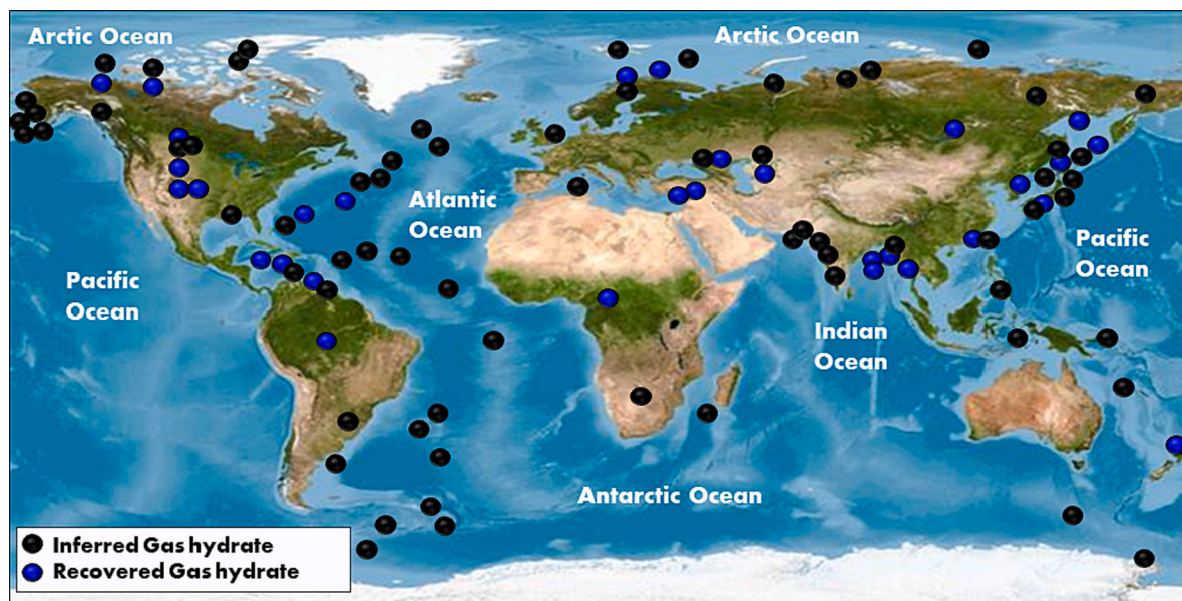 Arctic Ocean
Arctic Ocean
Atlantic
Ocean
Pacific
Ocean
Pacific
Ocean
Indian
Ocean
Antarctic Ocean
Inferred Gas hydrate
Recovered Gas hydrate